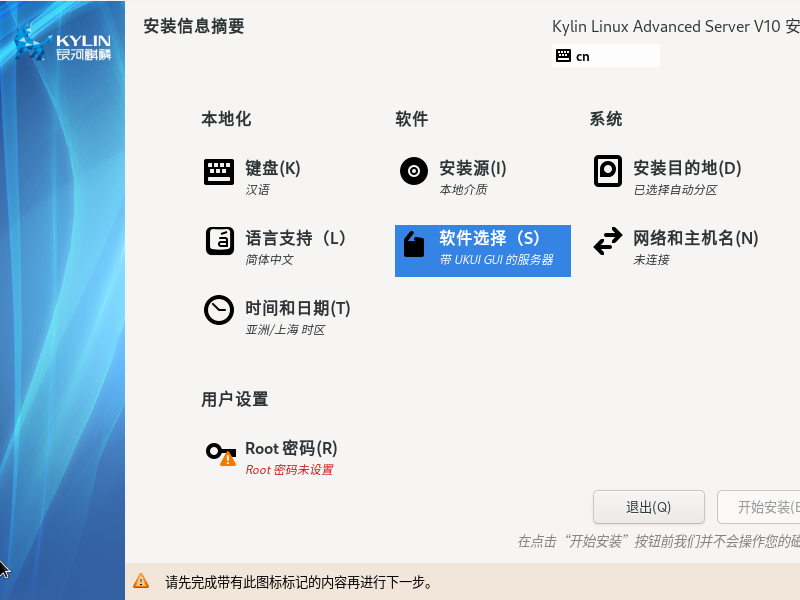 KYLIN
银河麒麟
安装信息摘要
Kylin Linux Advanced Server V10 安
cn
本地化
键盘(K)
汉语
语言支持（L）
简体中文
时间和日期(T)
亚洲/上海 时区
软件
安装源(I)
本地介质
软件选择（S）
带 UKUI GUI 的服务器
系统
安装目的地(D)
已选择自动分区
网络和主机名(N)
未连接
用户设置
Root 密码(R)
Root 密码未设置
退出(Q)
开始安装(
在点击“开始安装”按钮前我们并不会操作您的磁
请先完成带有此图标标记的内容再进行下一步。